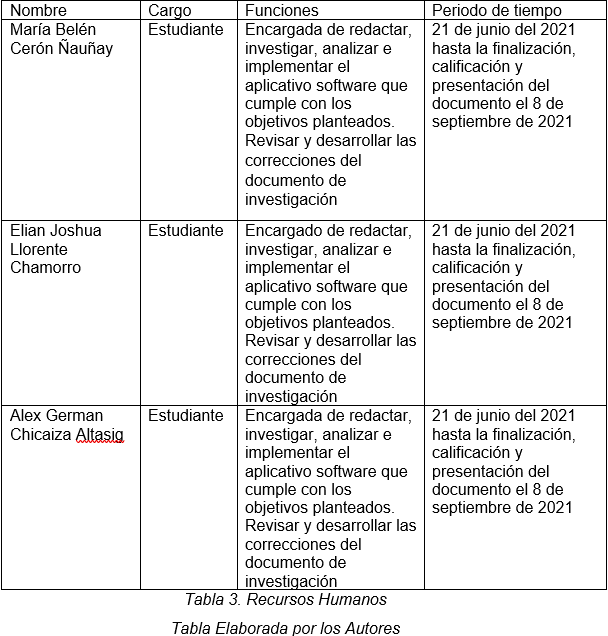 Nombre Cargo Funciones Periodo de tiempo
María Belén Estudiante Encargada de redactar, 21 de junio del 2021
Cerón Ñauñay investigar, analizar e hasta la finalización,
implementar el calificación y
aplicativo software que presentación del
cumple con los documento el 8 de
objetivos planteados. septiembre de 2021
Revisar y desarrollar las
correcciones del
documento de
investigación
Elian Joshua Estudiante Encargado de redactar, 21 de junio del 2021
Llorente investigar, analizar e hasta la finalización,
Chamorro implementar el calificación y
aplicativo software que presentación del
cumple con los documento el 8 de
objetivos planteados. septiembre de 2021
Revisar y desarrollar las
correcciones del
documento de
investigación
Alex German Estudiante Encargada de redactar, 21 de junio del 2021
Chicaiza Altasig investigar, analizar e hasta la finalización,
implementar el calificación y
aplicativo software que presentación del
cumple con los documento el 8 de
objetivos planteados. septiembre de 2021
Revisar y desarrollar las
correcciones del
documento de
investigación
Tabla 3. Recursos Humanos
Tabla Elaborada por los Autores